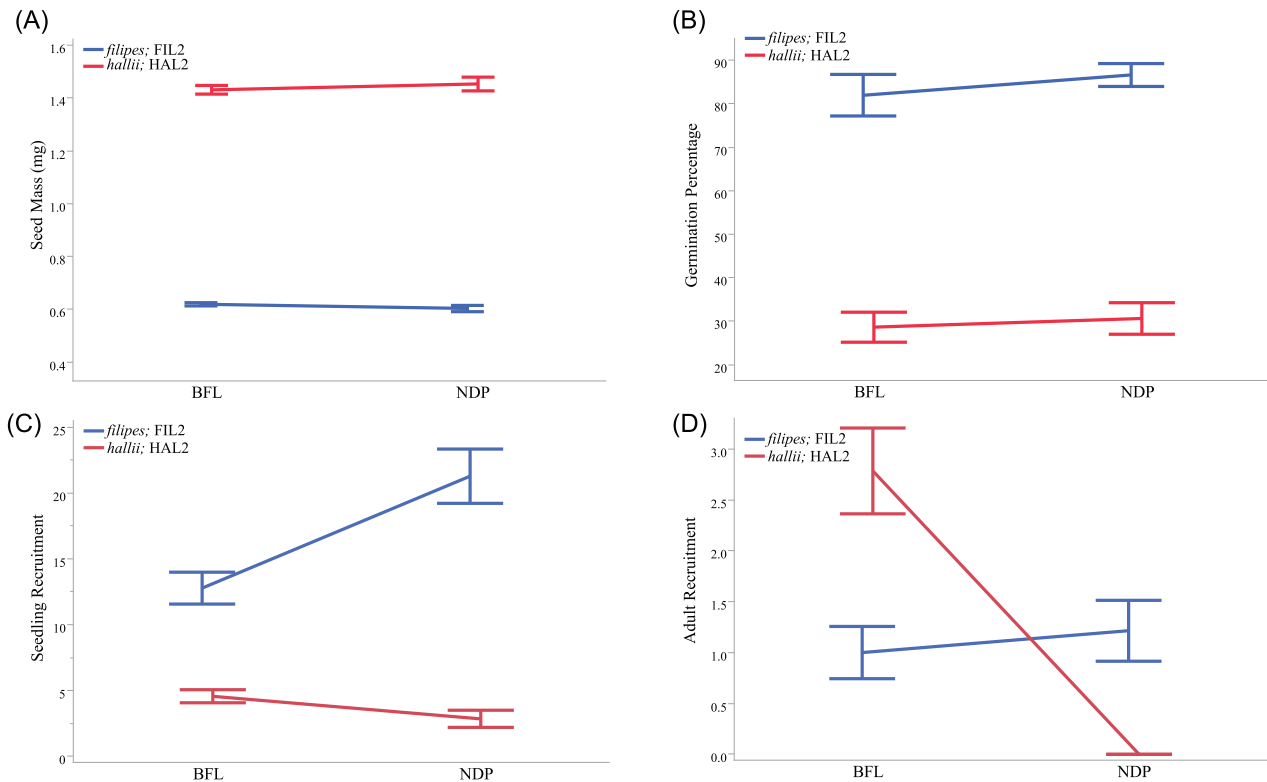 (A)
filipes; FIL2
hallii; HAL2
Seed Mass (mg)
1.6
1.4
1.2
1.0
0.8
0.6
0.4
BFL
NDP
(B)
filipes; FIL2
hallii; HAL2
Germination Percentage
90
80
70
60
50
40
30
20
BFL
NDP
(C)
filipes; FIL2
hallii; HAL2
Seedling Recruitment
25
20
15
10
5
0
BFL
NDP
(D)
filipes; FIL2
hallii; HAL2
Adult Recruitment
3.0
2.5
2.0
1.5
1.0
0.5
0.0
BFL
NDP